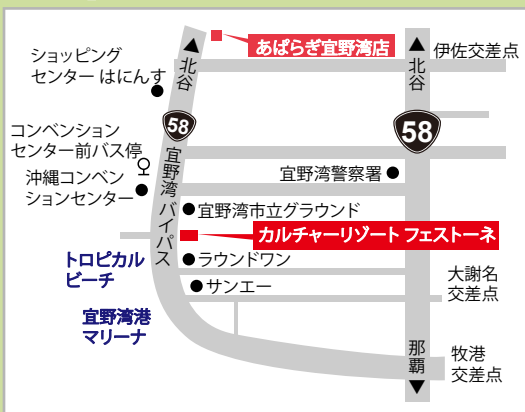 あぱらぎ宜野湾店
ショッピング
センター はにんす
北谷
北谷
伊佐交差点
58
58
コンベンション
センター前バス停
沖縄コンベン
ションセンター
宜野湾バイパス
宜野湾警察署
宜野湾市立グラウンド
カルチャーリゾート フェストーネ
トロピカル
ビーチ
ラウンドワン
サンエー
大謝名
交差点
宜野湾港
マリーナ
那覇
牧港
交差点